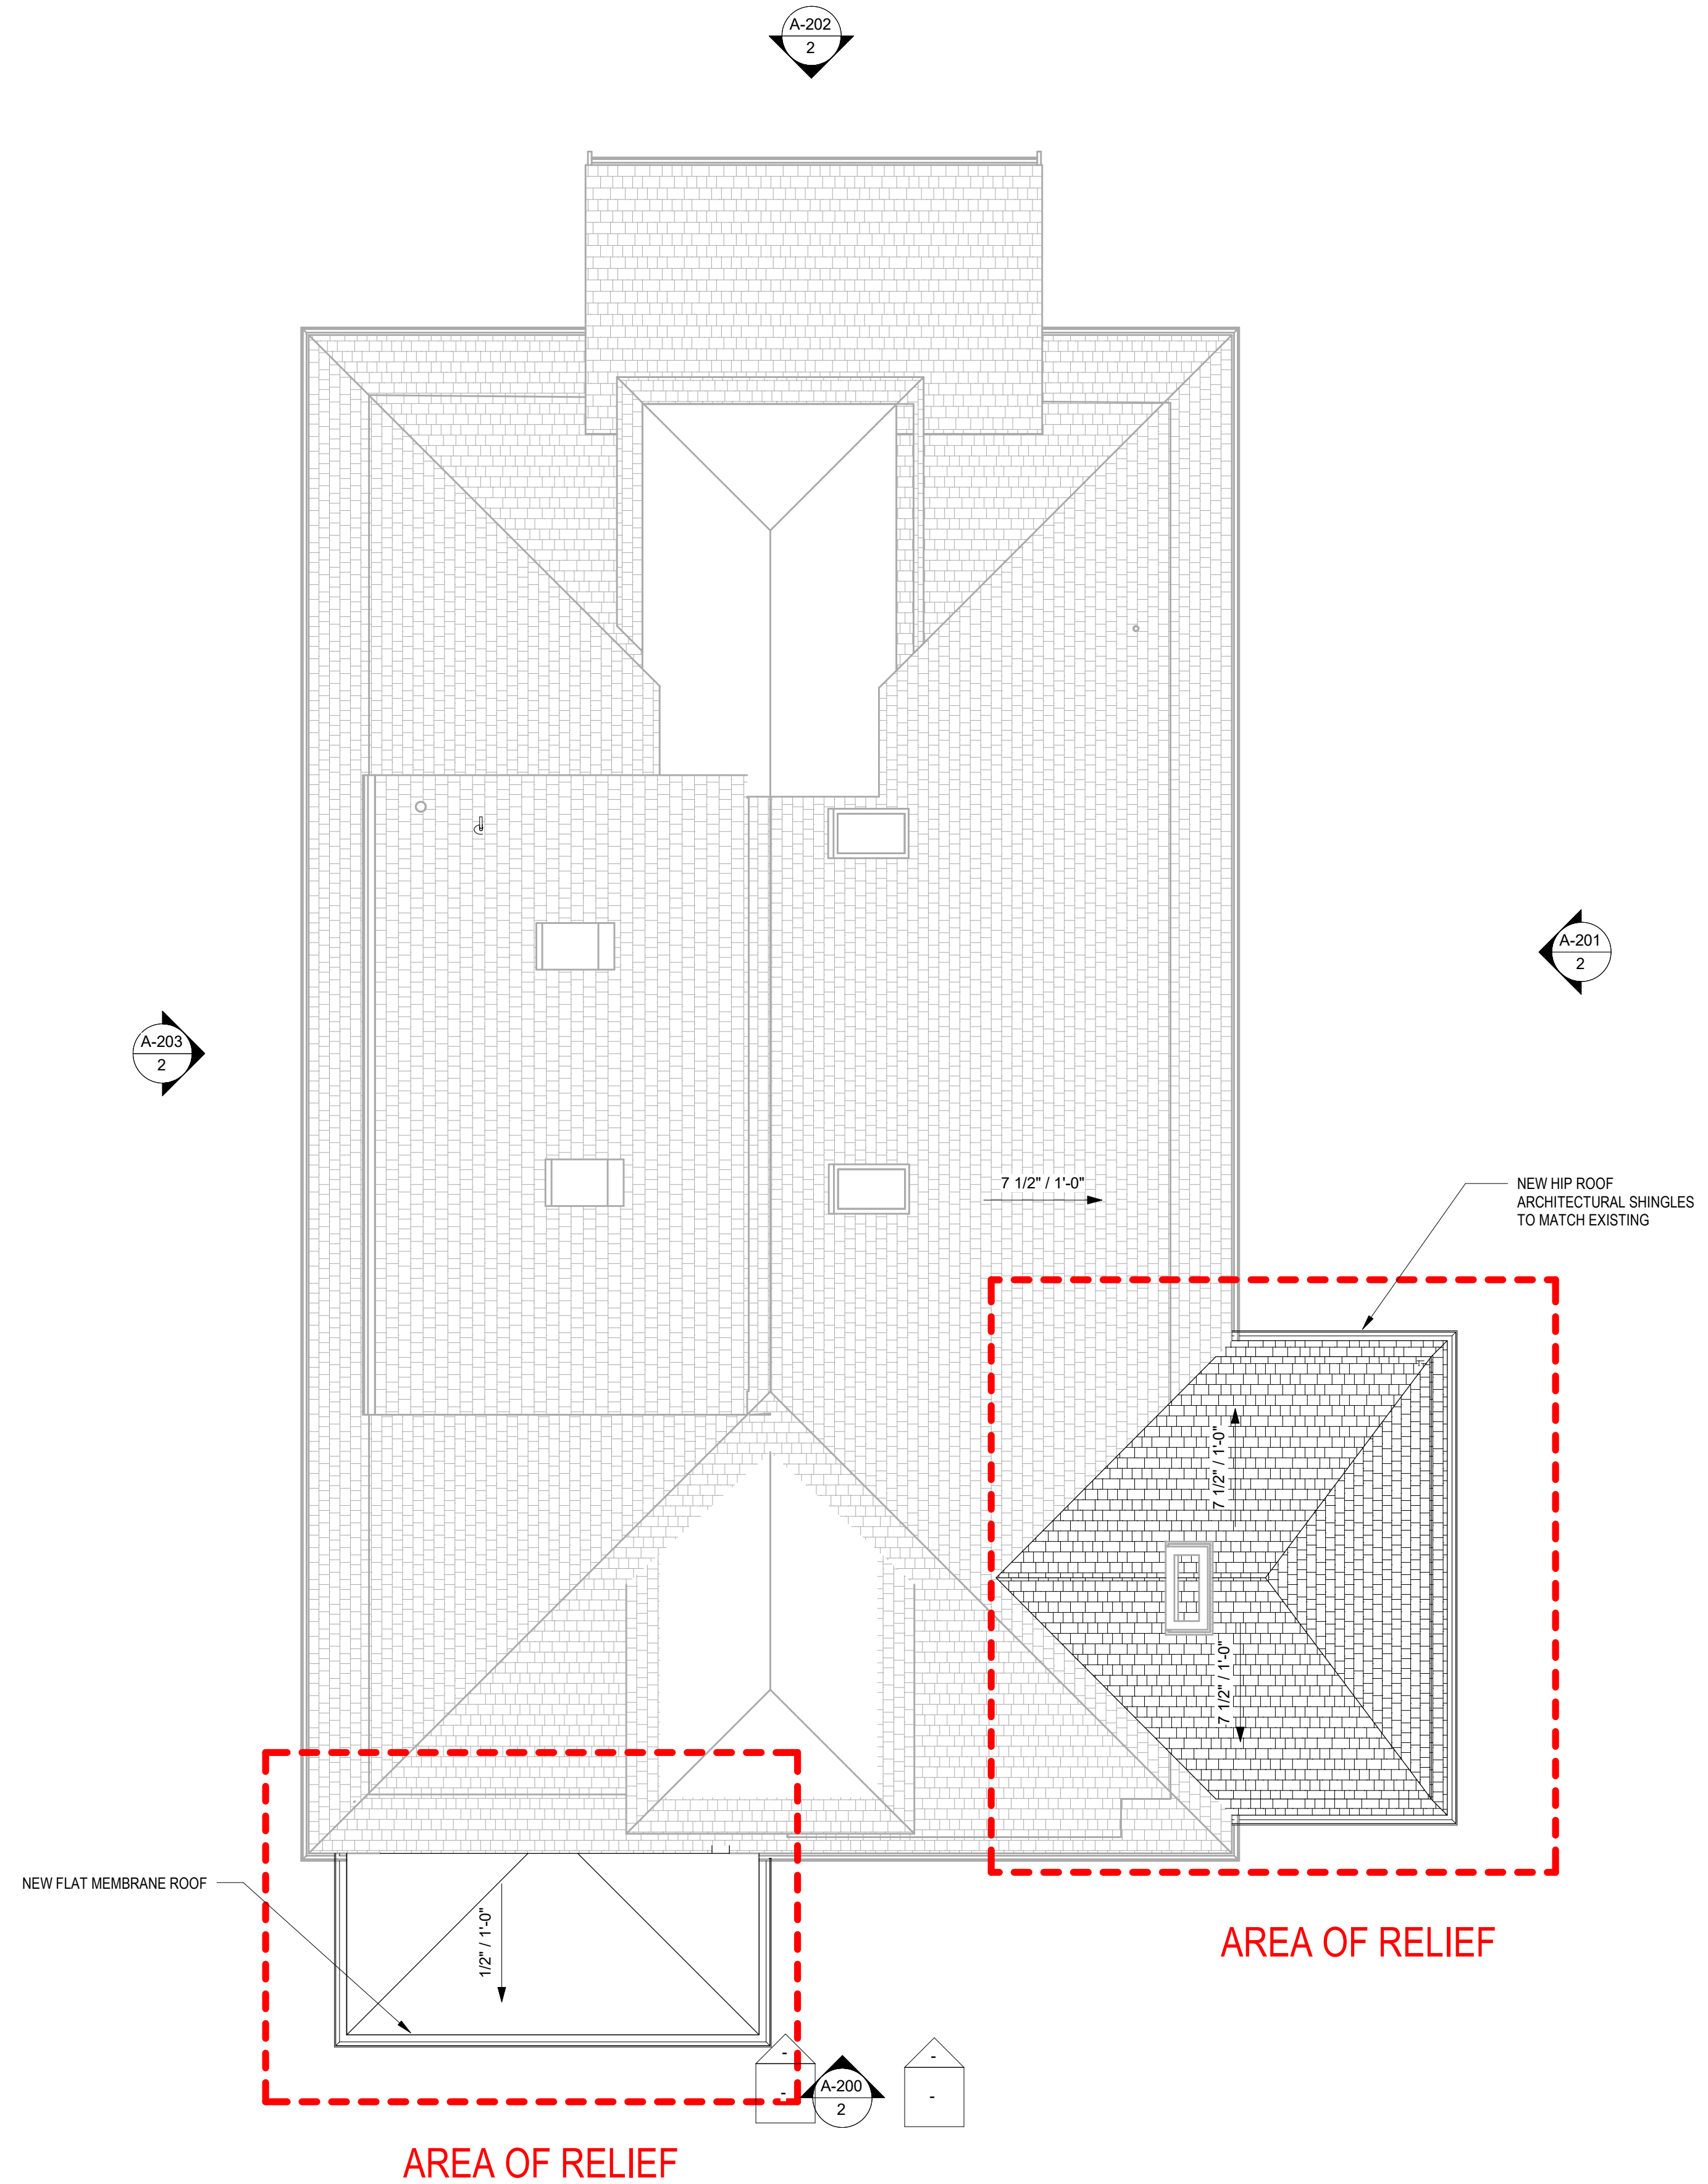 A-202
2
A-201
2
A-203
2
7 1/2" / 1'-0"
NEW HIP ROOF
ARCHITECTURAL SHINGLES
TO MATCH EXISTING
7 1/2" / 1'-0"
7 1/2" / 1'-0"
NEW FLAT MEMBRANE ROOF
1/2" / 1'-0"
AREA OF RELIEF
-
-
A-200
2
-
-
AREA OF RELIEF